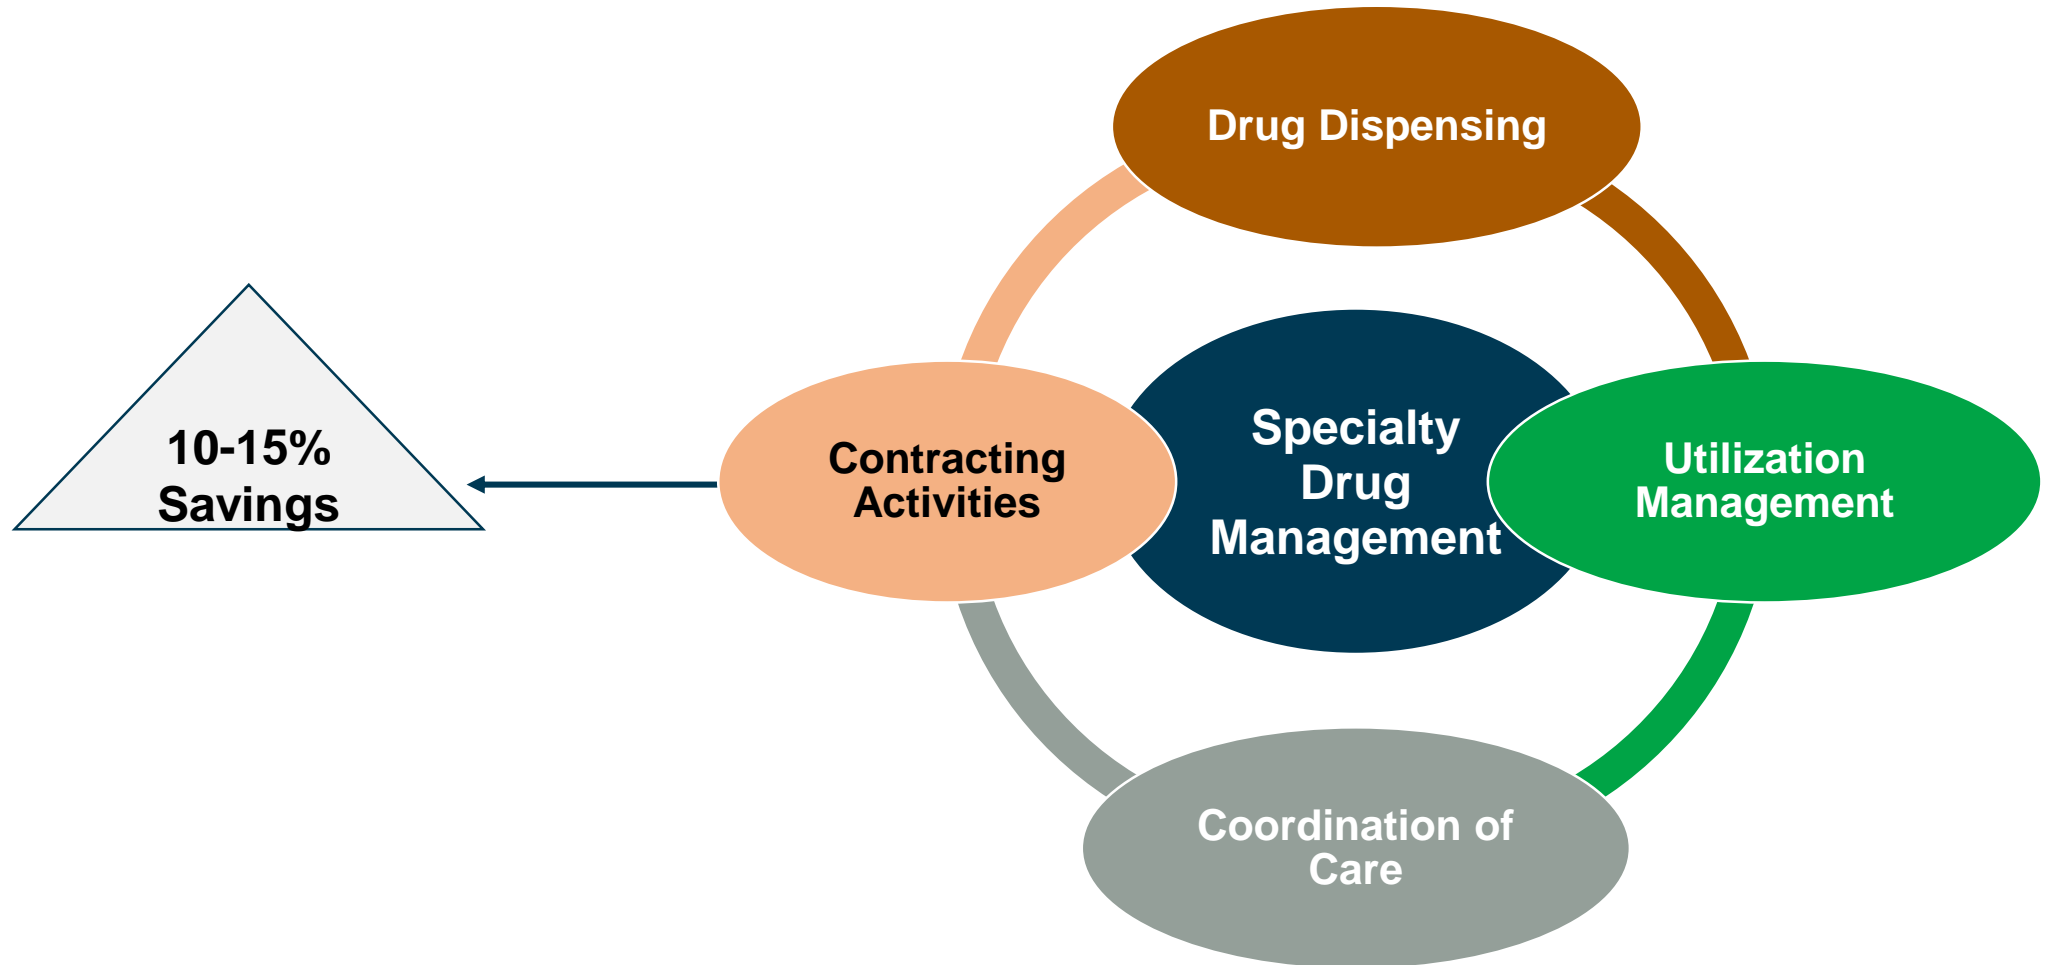 Drug Dispensing
10-15%
Savings
Contracting
Activities
Specialty
Drug
Management
Utilization
Management
Coordination of
Care